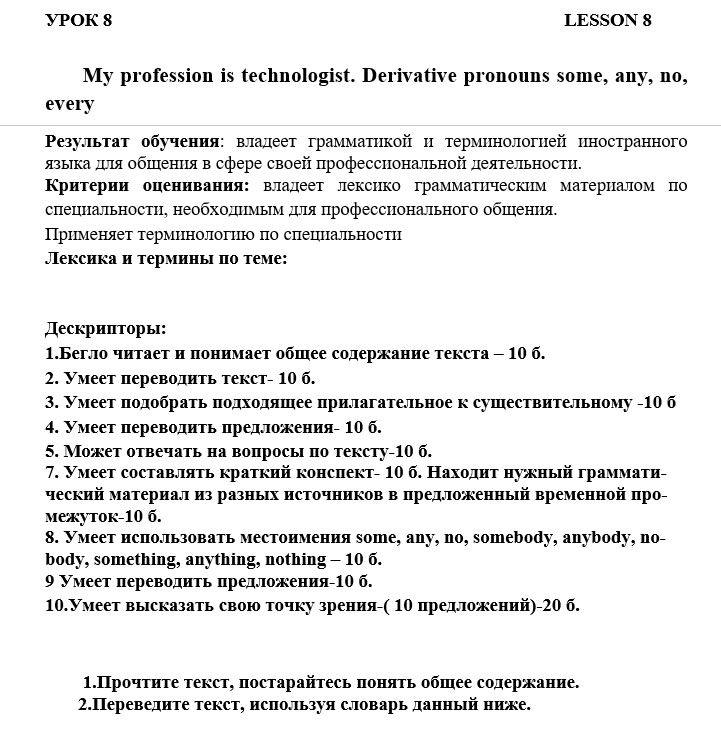 УРОК 8 LESSON 8
My profession is technologist. Derivative pronouns some, any, no,
every
Результат обучения: владеет грамматикой и терминологией иностранного
языка для общения в сфере своей профессиональной деятельности.
Критерии оценивания: владеет лексико грамматическим материалом по
специальности, необходимым для профессионального общения.
Применяет терминологию по специальности
Лексика и термины по теме:
Дескрипторы:
1.Бегло читает и понимает общее содержание текста – 10 б.
2. Умеет переводить текст- 10 б.
3. Умеет подобрать подходящее прилагательное к существительному -10 б
4. Умеет переводить предложения- 10 б.
5. Может отвечать на вопросы по тексту-10 б.
7. Умеет составлять краткий конспект- 10 б. Находит нужный граммати-
ческий материал из разных источников в предложенный временной про-
межуток-10 б.
8. Умеет использовать местоимения some, any, no, somebody, anybody, no-
body, something, anything, nothing – 10 б.
9 Умеет переводить предложения-10 б.
10.Умеет высказать свою точку зрения-( 10 предложений)-20 б.
1.Прочтите текст, постарайтесь понять общее содержание.
2.Переведите текст, используя словарь данный ниже.